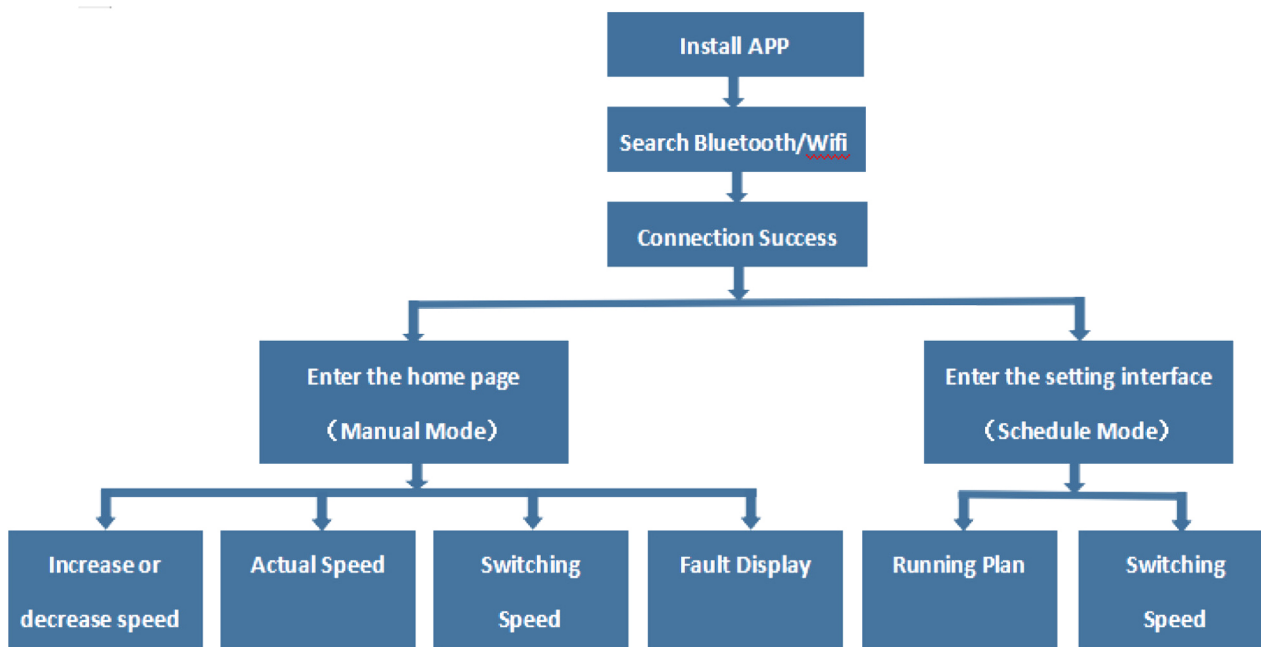 Install APP
Search Bluetooth/Wifi
Connection Success
Enter the home page
（Manual Mode）
Enter the setting interface
（Schedule Mode）
Increase or
decrease speed
Actual Speed
Switching
Speed
Fault Display
Running Plan
Switching
Speed